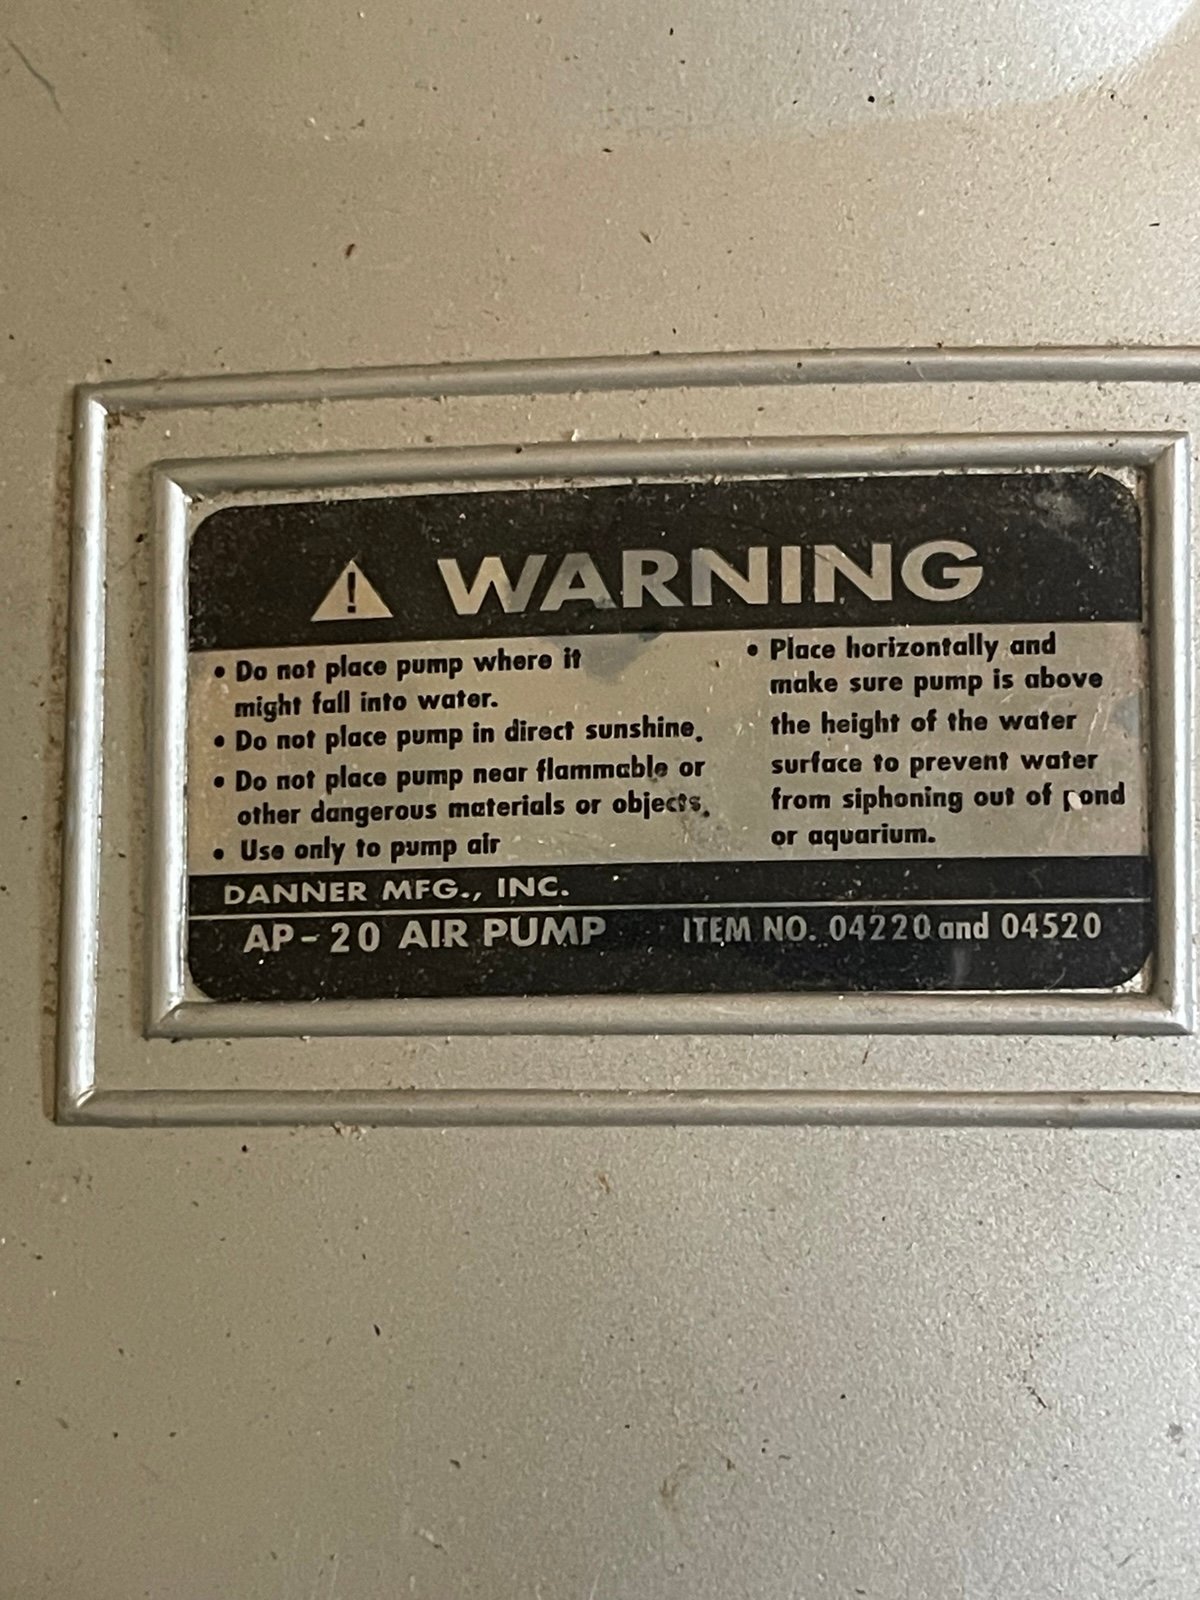 WARNING
• Do not place pump where it
might fall into water.
• Do not place pump in direct sunshine.
• Do not place pump near flammable or
other dangerous materials or objects.
• Use only to pump air
• Place horizontally and
make sure pump is above
the height of the water
surface to prevent water
from siphoning out of pond
or aquarium.
DANNER MFG., INC.
AP-20 AIR PUMP ITEM NO. 04220 and 04520